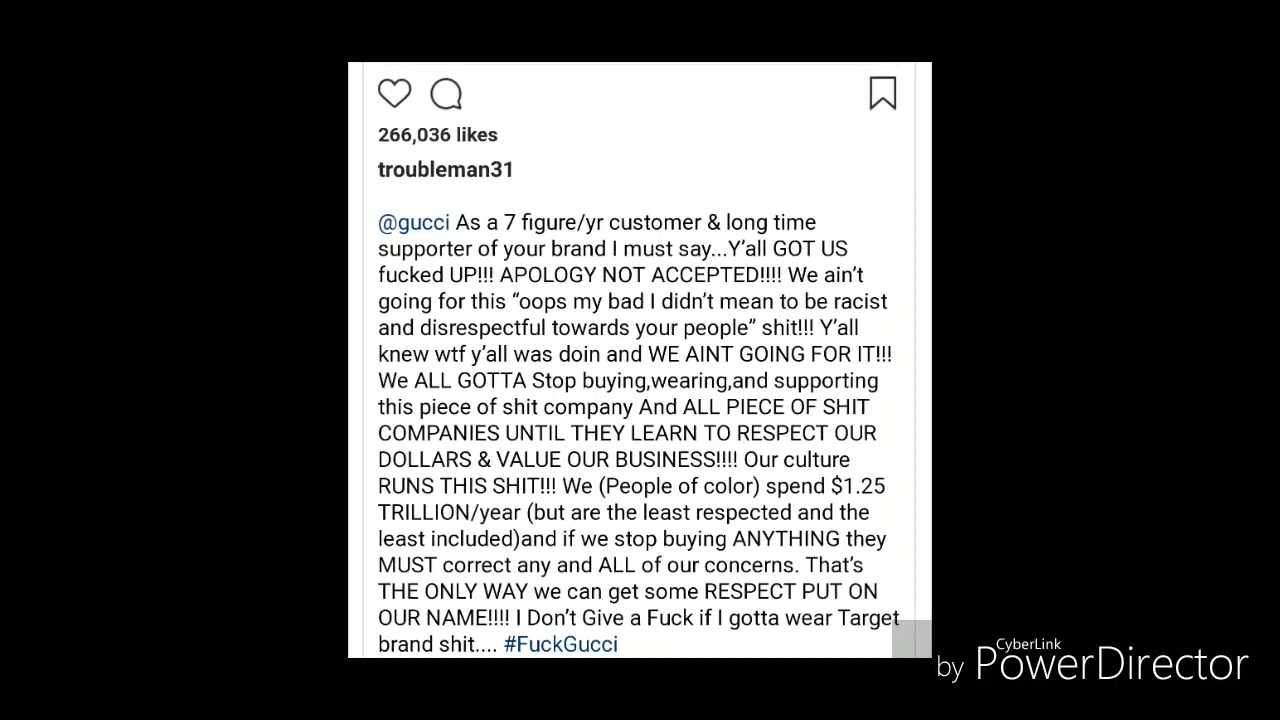 266,036 likes
troubleman31
@gucci As a 7 figure/yr customer & long time
supporter of your brand I must say...Y’all GOT US
fucked UP!!! APOLOGY NOT ACCEPTED!!!! We ain’t
going for this “oops my bad I didn’t mean to be racist
and disrespectful towards your people” shit!!! Y’all
knew wtf y’all was doin and WE AINT GOING FOR IT!!!
We ALL GOTTA Stop buying,wearing,and supporting
this piece of shit company And ALL PIECE OF SHIT
COMPANIES UNTIL THEY LEARN TO RESPECT OUR
DOLLARS & VALUE OUR BUSINESS!!!! Our culture
RUNS THIS SHIT!!! We (People of color) spend $1.25
TRILLION/year (but are the least respected and the
least included)and if we stop buying ANYTHING they
MUST correct any and ALL of our concerns. That’s
THE ONLY WAY we can get some RESPECT PUT ON
OUR NAME!!!! I Don’t Give a Fuck if I gotta wear Target
brand shit.... #FuckGucci
CyberLink
by PowerDirector